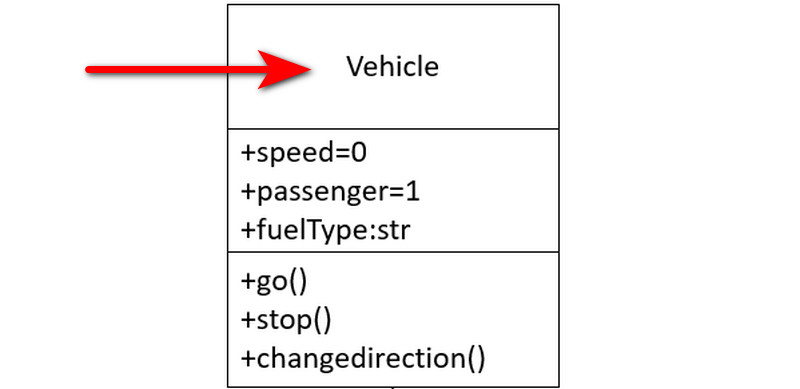 Vehicle
+speed=0
+passenger=1
+fuelType:str
+go()
+stop()
+changedirection()